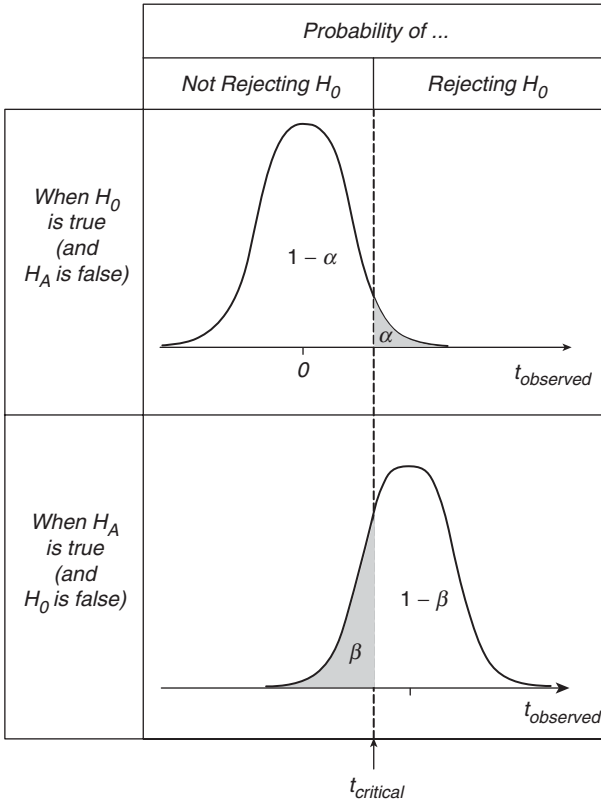 Probability of ...
Not Rejecting H0
Rejecting H0
When H0
is true
(and
HA is false)
1 − α
α
0
tobserved
When HA
is true
(and
H0 is false)
1 − β
β
tobserved
tcritical